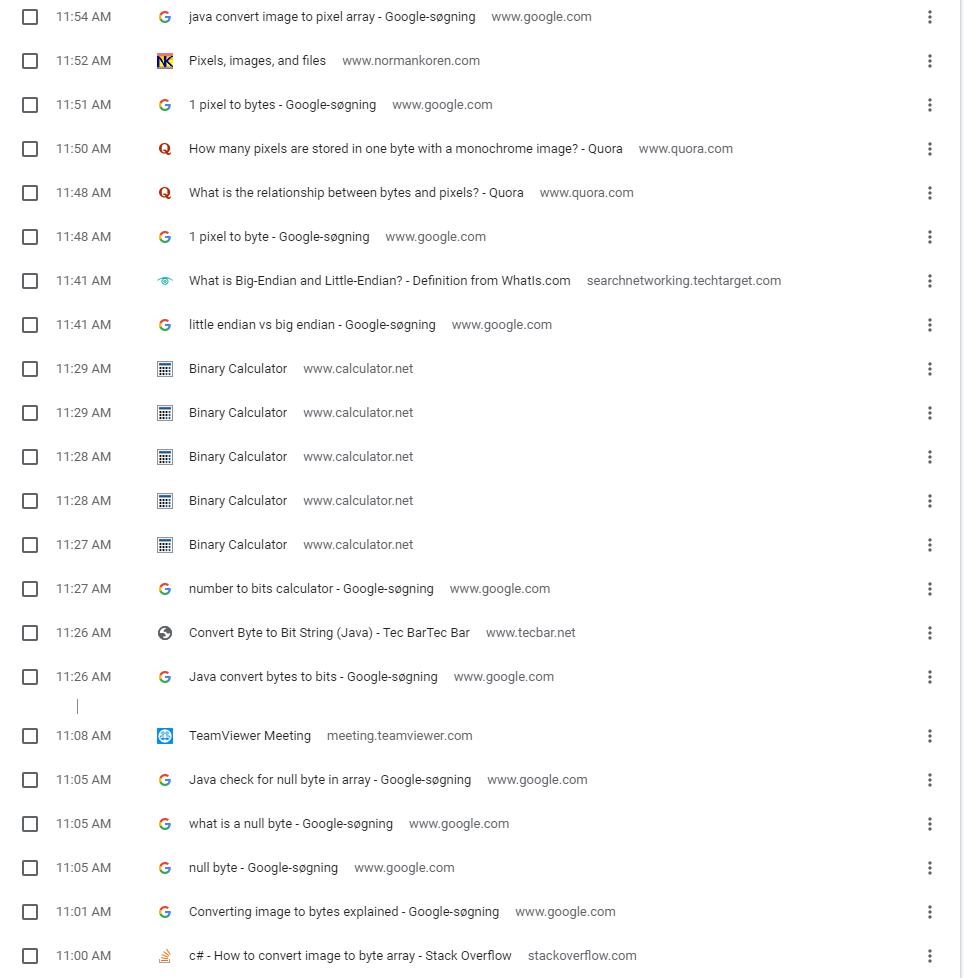 11:54 AM java convert image to pixel array - Google-søgning www.google.com
11:52 AM NK Pixels, images, and files www.normankoren.com
11:51 AM 1 pixel to bytes - Google-søgning www.google.com
11:50 AM How many pixels are stored in one byte with a monochrome image? - Quora www.quora.com
11:48 AM What is the relationship between bytes and pixels? - Quora www.quora.com
11:48 AM 1 pixel to byte - Google-søgning www.google.com
11:41 AM What is Big-Endian and Little-Endian? - Definition from WhatIs.com searchnetworking.techtarget.com
11:41 AM little endian vs big endian - Google-søgning www.google.com
11:29 AM Binary Calculator www.calculator.net
11:29 AM Binary Calculator www.calculator.net
11:28 AM Binary Calculator www.calculator.net
11:28 AM Binary Calculator www.calculator.net
11:27 AM Binary Calculator www.calculator.net
11:27 AM number to bits calculator - Google-søgning www.google.com
11:26 AM Convert Byte to Bit String (Java) - Tec BarTec Bar www.tecbar.net
11:26 AM Java convert bytes to bits - Google-søgning www.google.com
11:08 AM TeamViewer Meeting meeting.teamviewer.com
11:05 AM Java check for null byte in array - Google-søgning www.google.com
11:05 AM what is a null byte - Google-søgning www.google.com
11:05 AM null byte - Google-søgning www.google.com
11:01 AM Converting image to bytes explained - Google-søgning www.google.com
11:00 AM c# - How to convert image to byte array - Stack Overflow stackoverflow.com